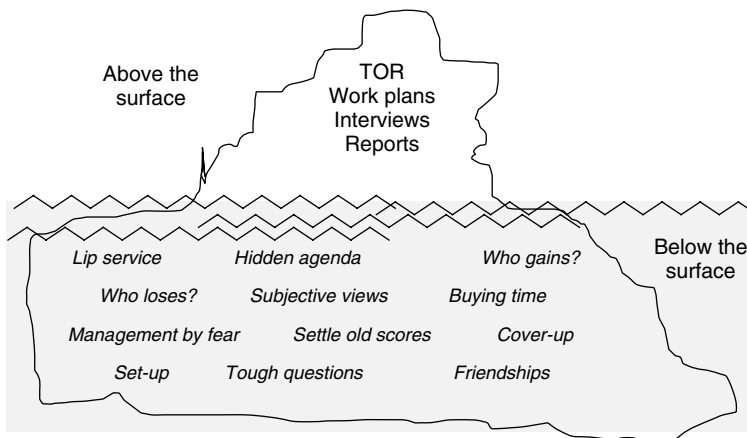 Above the
surface
TOR
Work plans
Interviews
Reports
Below the
surface
Lip service Hidden agenda Who gains?
Who loses? Subjective views Buying time
Management by fear Settle old scores Cover-up
Set-up Tough questions Friendships